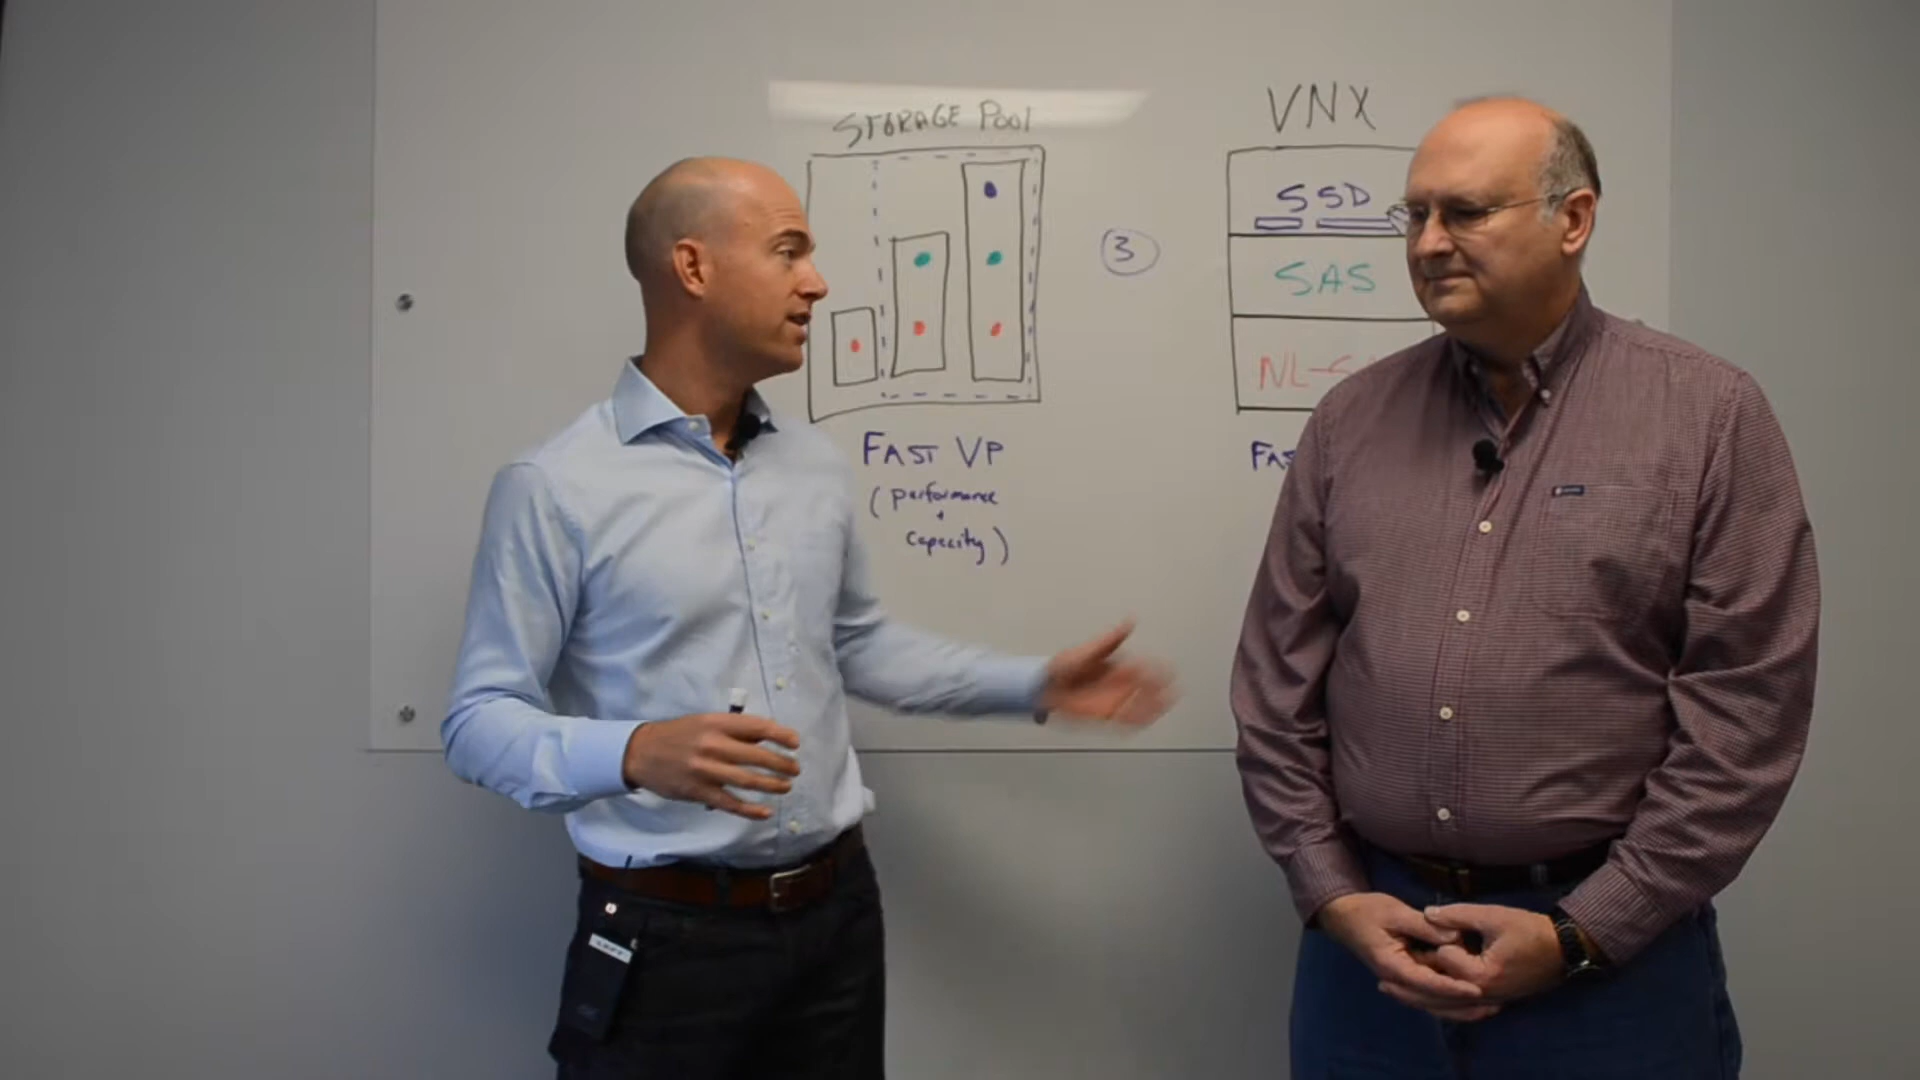 STORAGE POOL
FAST VP
(performance
+
capacity)
3
VNX
SSD
SAS